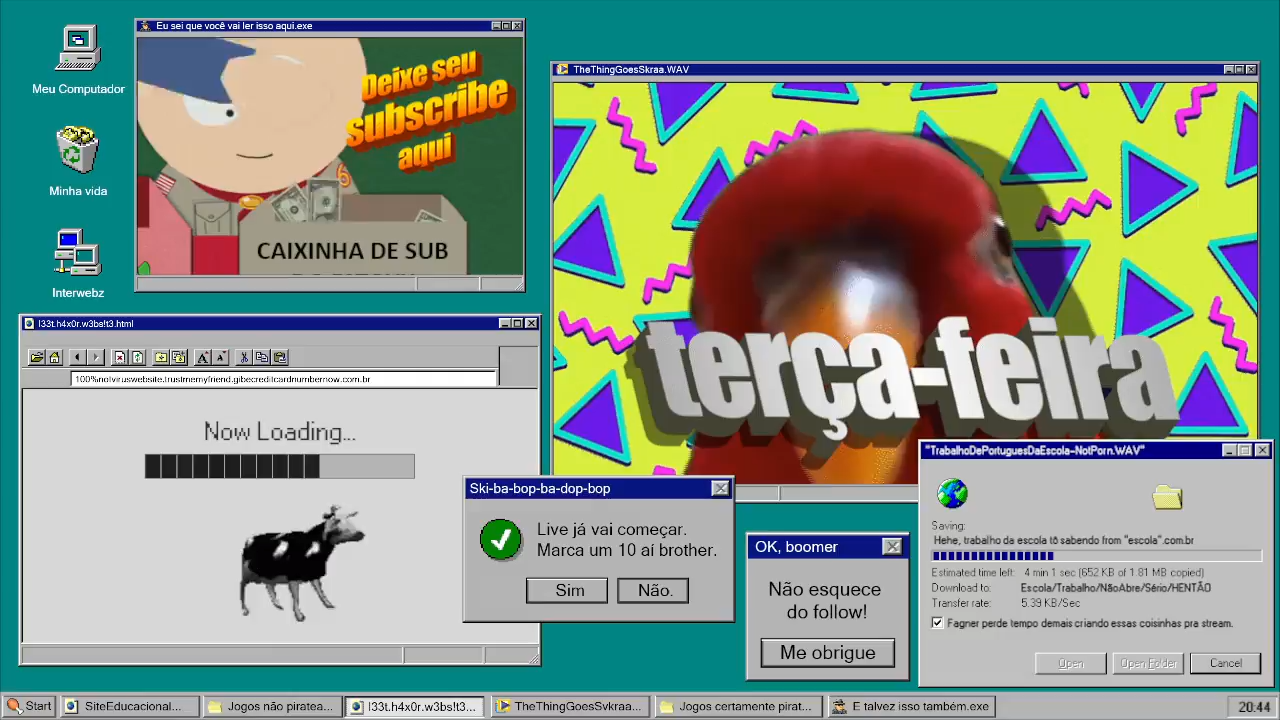 Meu Computador
Minha vida
Interwebz
Eu sei que você vai ler isso aqui.exe
Deixe seu
subscribe
aqui
6
CAIXINHA DE SUB
TheThingGoesSkraa.WAV
terça-feira
!33t.h4x0r.w3bs!t3.html
100%notviruswebsite.trustmemyfriend.gibecreditcardnumbernow.com.br
Now Loading...
Ski-ba-bop-ba-dop-bop
Live já vai começar.
Marca um 10 aí brother.
Sim
Não.
OK, boomer
Não esquece
do follow!
Me obrigue
"TrabalhoDePortuguesDaEscola-NotPorn.WAV"
Saving:
Hehe, trabalho da escola tô sabendo from "escola".com.br
Estimated time left: 4 min 1 sec (652 KB of 1.81 MB copied)
Download to: Escola/Trabalho/NãoAbre/Sério/HENTÃO
Transfer rate: 5.39 KB/Sec
Fagner perde tempo demais criando essas coisinhas pra stream.
Open
Open Folder
Cancel
Start
SiteEducacional...
Jogos não piratea...
!33t.h4x0r.w3bs!t3...
TheThingGoesSvkraa...
Jogos certamente pirat...
E talvez isso também.exe
20:44